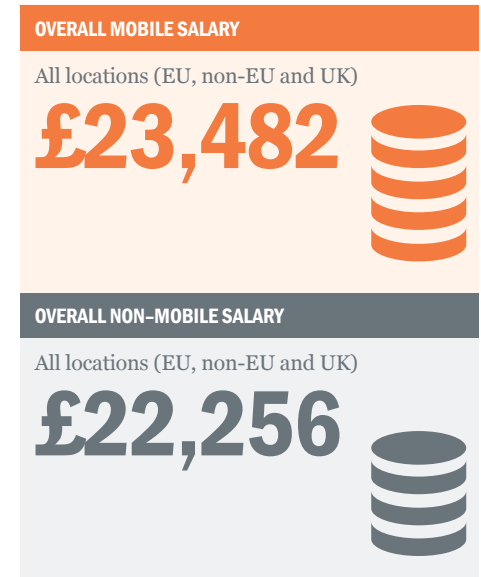 OVERALL MOBILE SALARY
All locations (EU, non-EU and UK)
£23,482
OVERALL NON–MOBILE SALARY
All locations (EU, non-EU and UK)
£22,256